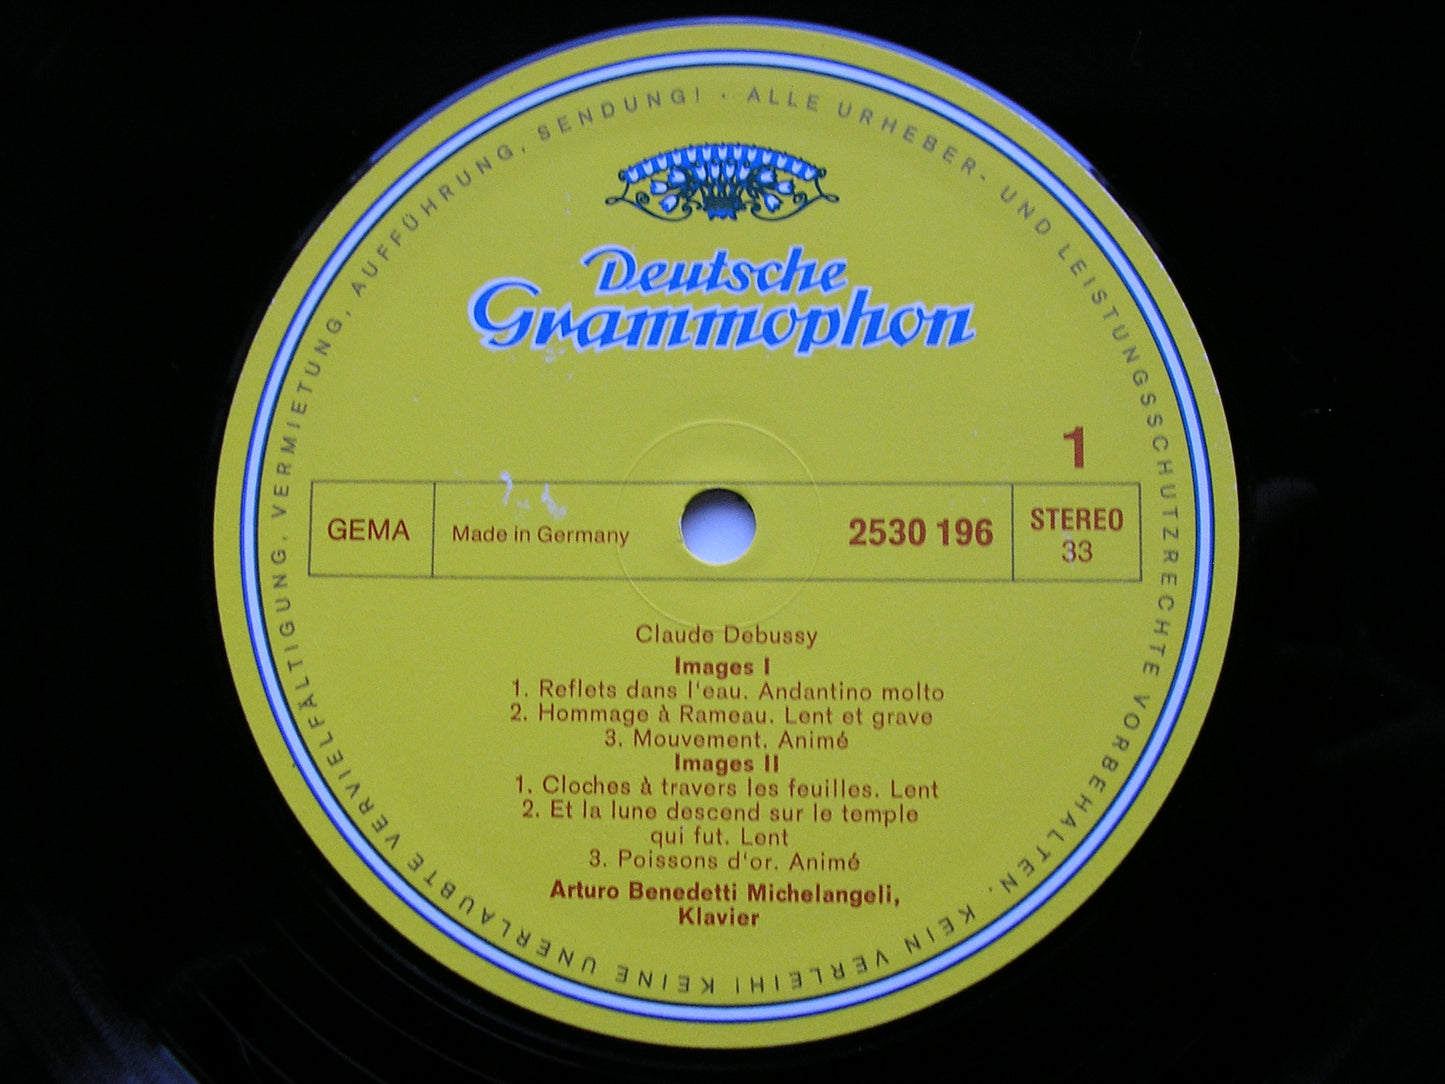 ALLE URHEBER- UND LEISTUNGSSCHUTZRECHTE VORBEHALTEN. KEIN VERLEIH! KEINE UNERLAUBTE VERVIELFÄLTIGUNG, VERMIETUNG, AUFFÜHRUNG, SENDUNG! ·
Deutsche
Grammophon
1
GEMA
Made in Germany
2530 196
STEREO
33
Claude Debussy
Images I
1. Reflets dans l'eau. Andantino molto
2. Hommage à Rameau. Lent et grave
3. Mouvement. Animé
Images II
1. Cloches à travers les feuilles. Lent
2. Et la lune descend sur le temple
qui fut. Lent
3. Poissons d'or. Animé
Arturo Benedetti Michelangeli,
Klavier